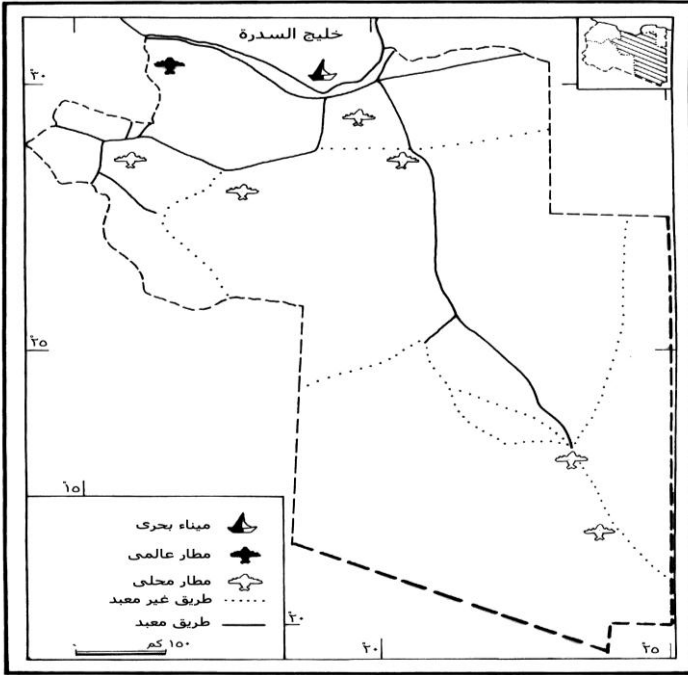 خليج السدرة
٣٠
٢٥
١٥
ميناء بحرى
مطار عالمى
مطار محلى
طريق غير معبد
طريق معبد
١٥٠ كم
٢٠
٢٠
٢٥